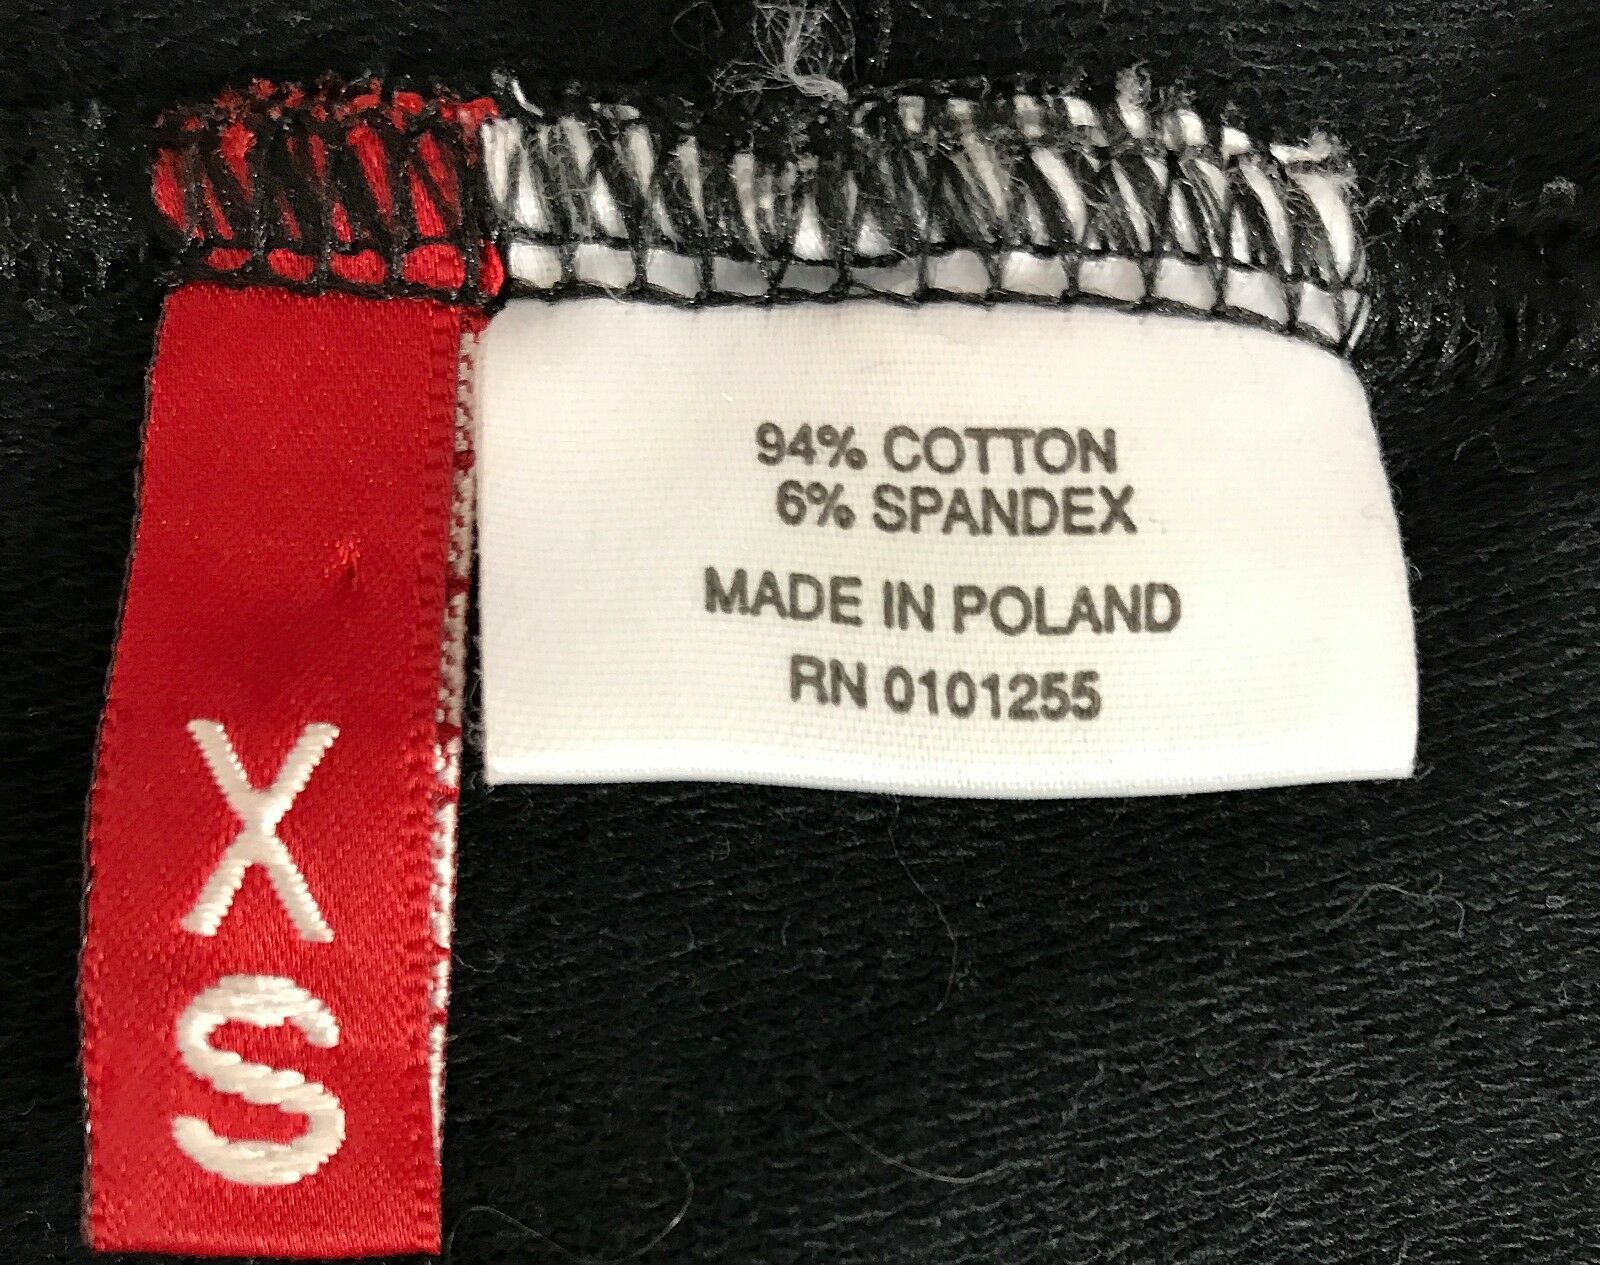 94% COTTON
6% SPANDEX
MADE IN POLAND
RN 0101255
X
S